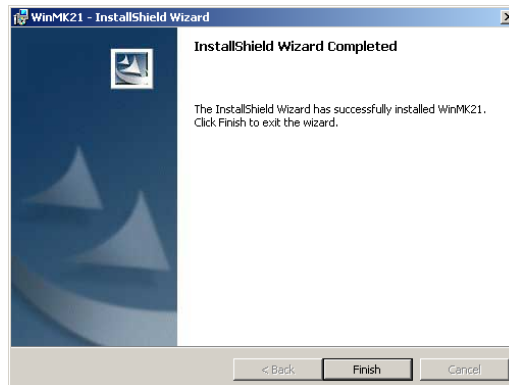 WinMK21 - InstallShield Wizard
InstallShield Wizard Completed
The InstallShield Wizard has successfully installed WinMK21.
Click Finish to exit the wizard.
< Back
Finish
Cancel